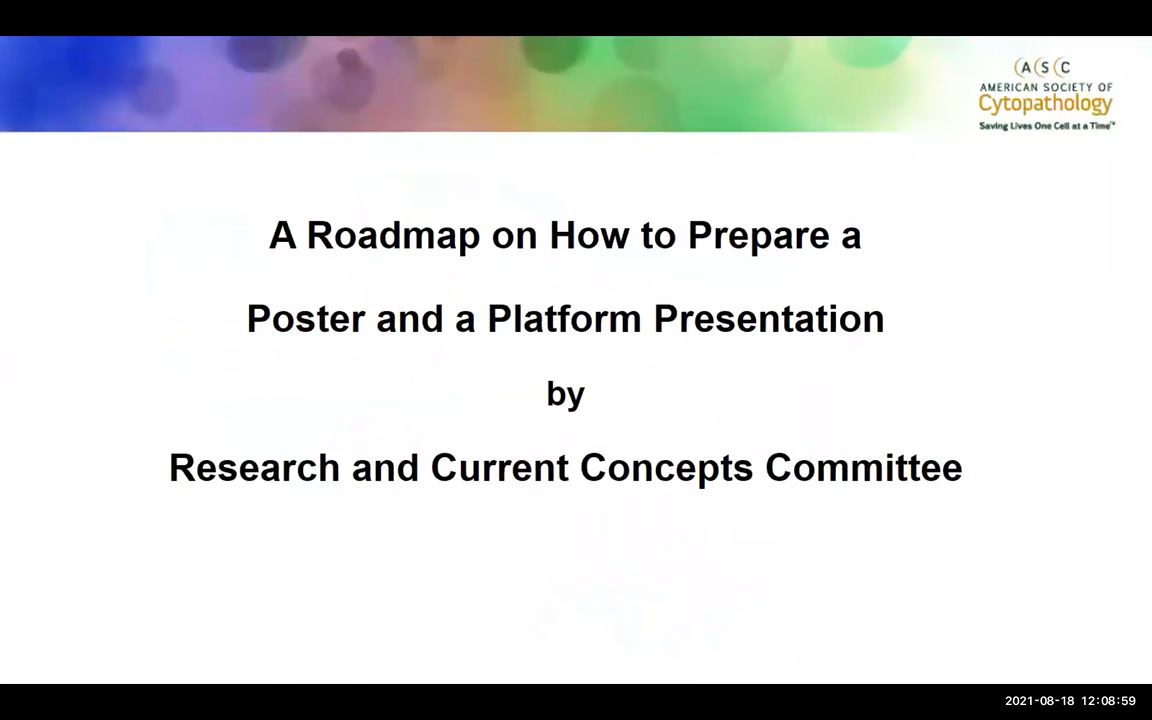 A S C
AMERICAN SOCIETY OF
Cytopathology
Saving Lives One Cell at a Time™
A Roadmap on How to Prepare a
Poster and a Platform Presentation
by
Research and Current Concepts Committee
2021-08-18 12:08:59